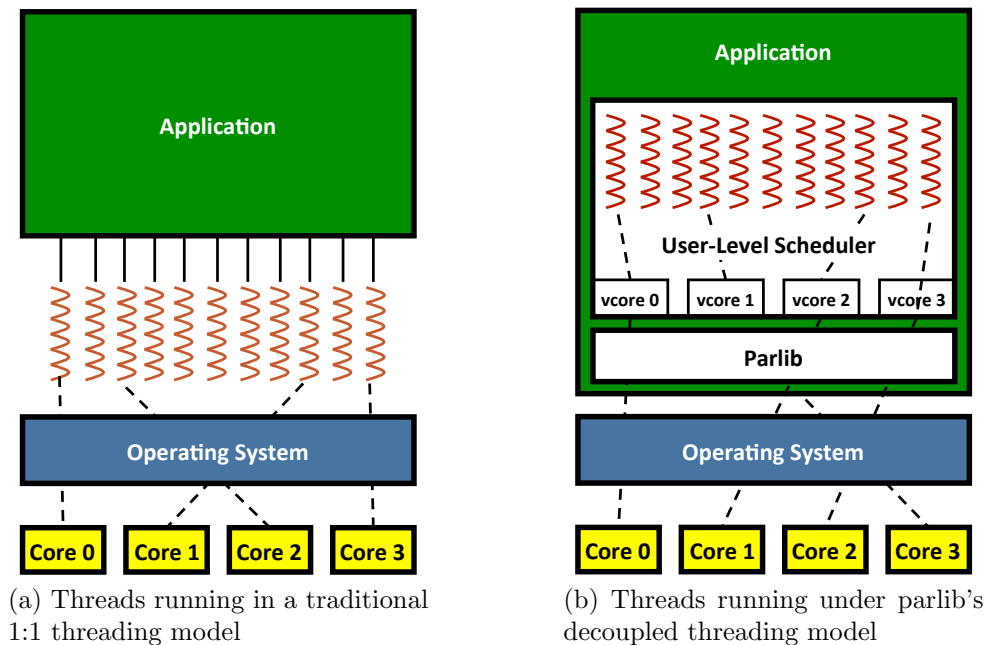 Application
Operating System
Core 0 Core 1 Core 2 Core 3
(a) Threads running in a traditional
1:1 threading model
Application
User-Level Scheduler
vcore 0 vcore 1 vcore 2 vcore 3
Parlib
Operating System
Core 0 Core 1 Core 2 Core 3
(b) Threads running under parlib's
decoupled threading model